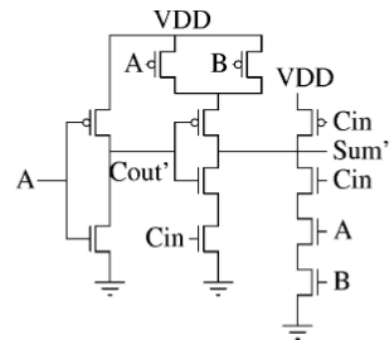 VDD
A B
VDD
Cin
A Cout' Sum'
Cin
Cin A
B